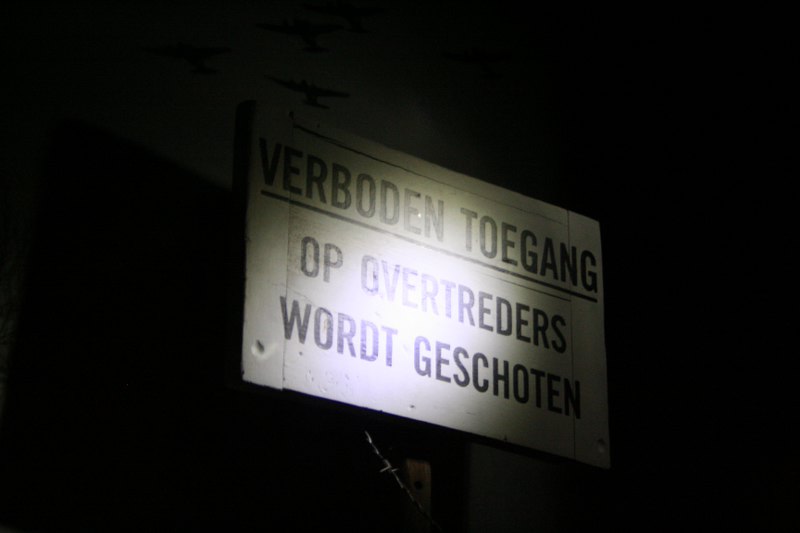 VERBODEN TOEGANG
OP OVERTREDERS
WORDT GESCHOTEN